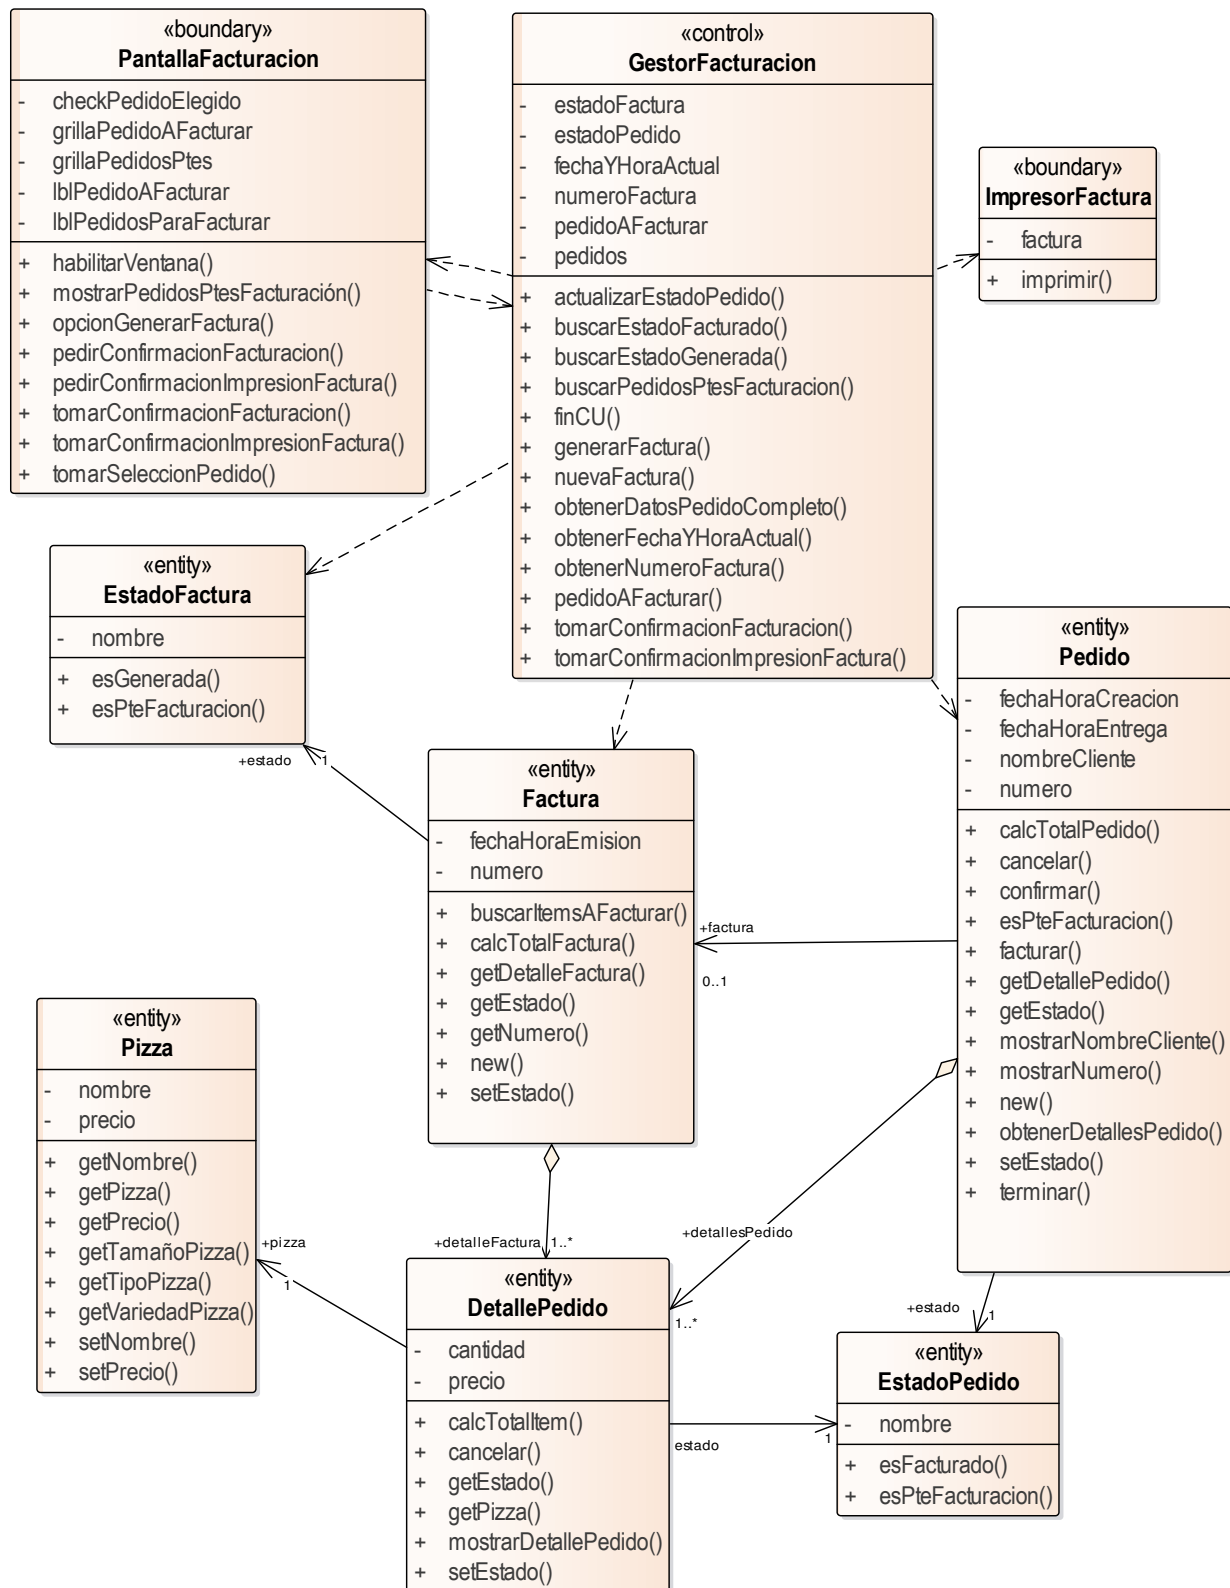 «boundary»
PantallaFacturacion
- checkPedidoElegido
- grillaPedidoAFacturar
- grillaPedidosPtes
- lblPedidoAFacturar
- lblPedidosParaFacturar
+ habilitarVentana()
+ mostrarPedidosPtesFacturación()
+ opcionGenerarFactura()
+ pedirConfirmacionFacturacion()
+ pedirConfirmacionImpresionFactura()
+ tomarConfirmacionFacturacion()
+ tomarConfirmacionImpresionFactura()
+ tomarSeleccionPedido()
«control»
GestorFacturacion
- estadoFactura
- estadoPedido
- fechaYHoraActual
- numeroFactura
- pedidoAFacturar
- pedidos
+ actualizarEstadoPedido()
+ buscarEstadoFacturado()
+ buscarEstadoGenerada()
+ buscarPedidosPtesFacturacion()
+ finCU()
+ generarFactura()
+ nuevaFactura()
+ obtenerDatosPedidoCompleto()
+ obtenerFechaYHoraActual()
+ obtenerNumeroFactura()
+ pedidoAFacturar()
+ tomarConfirmacionFacturacion()
+ tomarConfirmacionImpresionFactura()
«boundary»
ImpresorFactura
- factura
+ imprimir()
«entity»
EstadoFactura
- nombre
+ esGenerada()
+ esPteFacturacion()
+estado
1
«entity»
Factura
- fechaHoraEmision
- numero
+ buscarItemsAFacturar()
+ calcTotalFactura()
+ getDetalleFactura()
+ getEstado()
+ getNumero()
+ new()
+ setEstado()
+factura
0..1
«entity»
Pedido
- fechaHoraCreacion
- fechaHoraEntrega
- nombreCliente
- numero
+ calcTotalPedido()
+ cancelar()
+ confirmar()
+ esPteFacturacion()
+ facturar()
+ getDetallePedido()
+ getEstado()
+ mostrarNombreCliente()
+ mostrarNumero()
+ new()
+ obtenerDetallesPedido()
+ setEstado()
+ terminar()
«entity»
Pizza
- nombre
- precio
+ getNombre()
+ getPizza()
+ getPrecio()
+ getTamañoPizza()
+ getTipoPizza()
+ getVariedadPizza()
+ setNombre()
+ setPrecio()
+pizza
1
+detalleFactura 1..*
+detallesPedido
1..*
«entity»
DetallePedido
- cantidad
- precio
+ calcTotalItem()
+ cancelar()
+ getEstado()
+ getPizza()
+ mostrarDetallePedido()
+ setEstado()
estado
1
+estado
1
«entity»
EstadoPedido
- nombre
+ esFacturado()
+ esPteFacturacion()